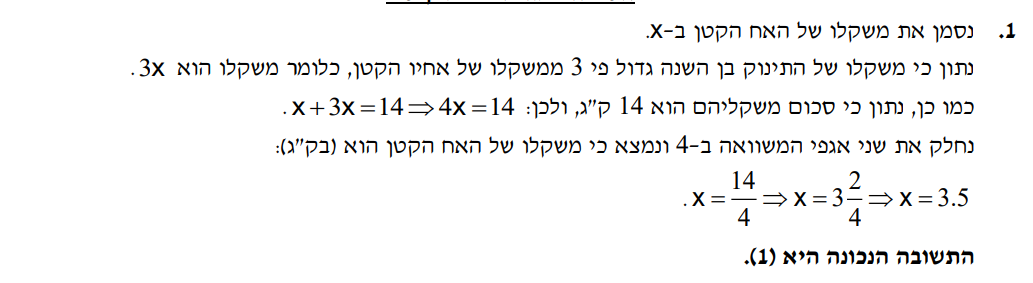 1. נסמן את משקלו של האח הקטן ב-x.
נתון כי משקלו של התינוק בן השנה גדול פי 3 ממשקלו של אחיו הקטן, כלומר משקלו הוא 3x.
כמו כן, נתון כי סכום משקליהם הוא 14 ק"ג, ולכן: x + 3x = 14 ⇒ 4x = 14.
נחלק את שני אגפי המשוואה ב-4 ונמצא כי משקלו של האח הקטן הוא (בק"ג):
x = 14/4 ⇒ x = 3 2/4 ⇒ x = 3.5.
התשובה הנכונה היא (1).